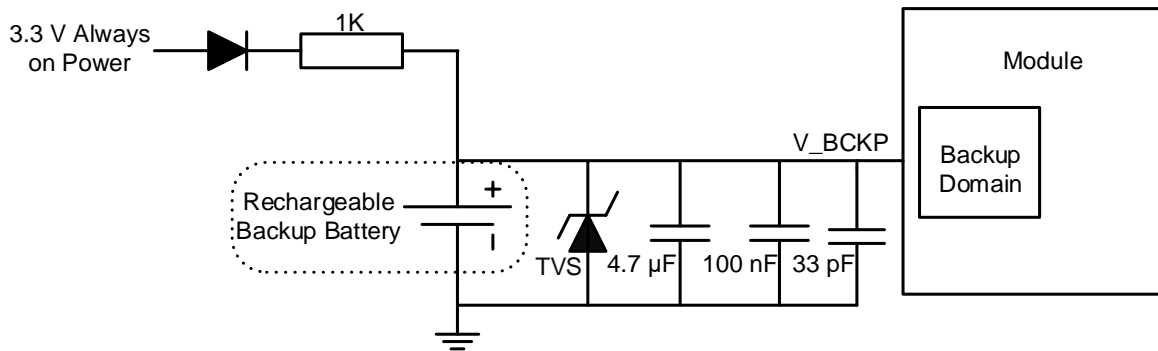 3.3 V Always
on Power
1K
Module
V_BCKP
Backup
Domain
Rechargeable
Backup Battery
+
-
TVS
4.7 µF
100 nF
33 pF